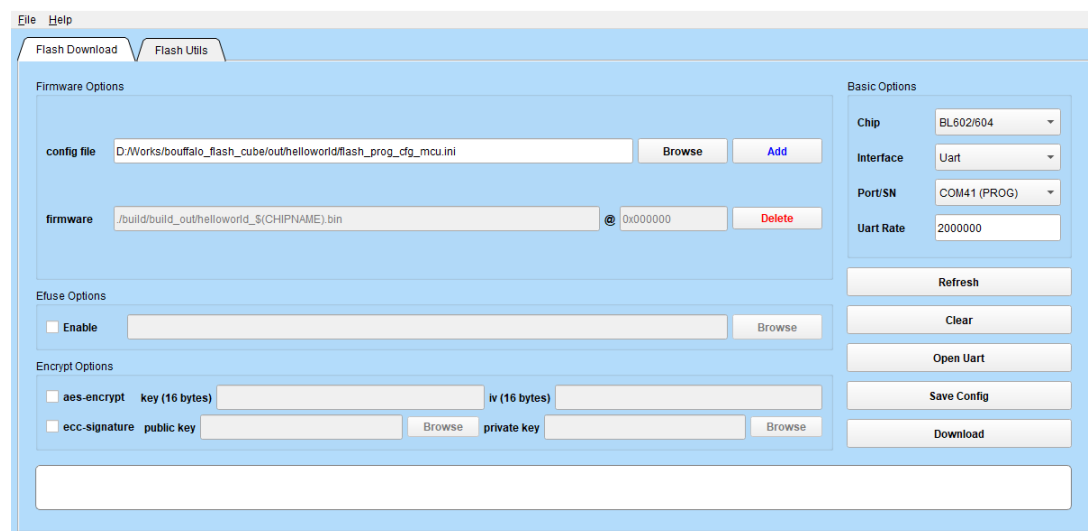 File Help
Flash Download Flash Utils
Firmware Options
config file D:/Works/bouffalo_flash_cube/out/helloworld/flash_prog_cfg_mcu.ini Browse Add
firmware ./build/build_out/helloworld_$(CHIPNAME).bin @ 0x000000 Delete
Efuse Options
Enable Browse
Encrypt Options
aes-encrypt key (16 bytes) iv (16 bytes)
ecc-signature public key Browse private key Browse
Basic Options
Chip BL602/604
Interface Uart
Port/SN COM41 (PROG)
Uart Rate 2000000
Refresh
Clear
Open Uart
Save Config
Download